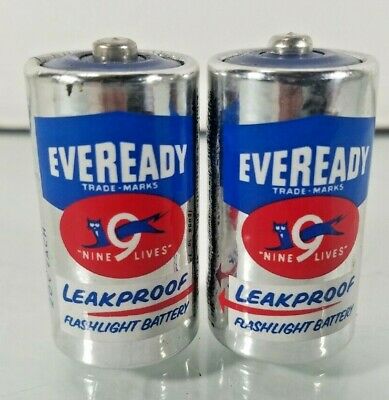 EVEREADY
TRADE-MARKS
9
"NINE LIVES"
LEAKPROOF
FLASHLIGHT BATTERY
EVEREADY
TRADE-MARKS
9
"NINE LIVES"
LEAKPROOF
FLASHLIGHT BATTERY